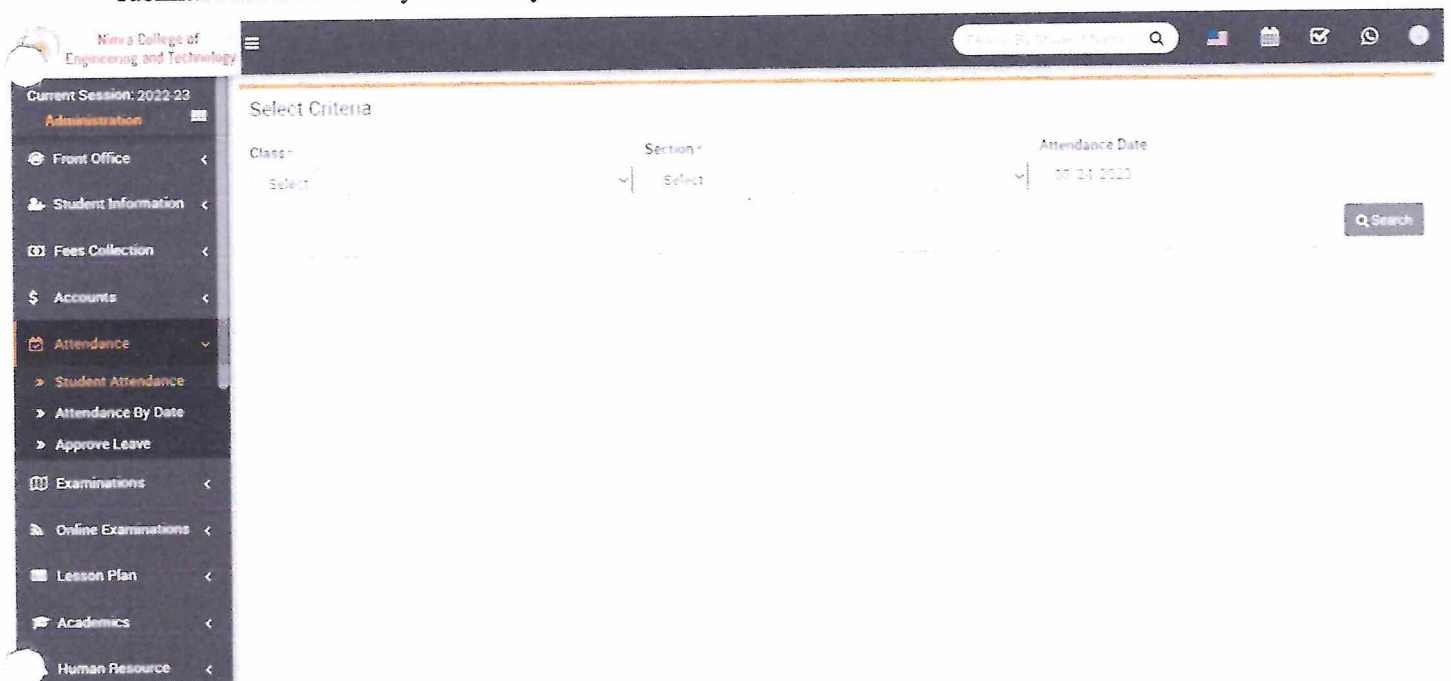 Nimra College of
Engineering and Technology
Current Session: 2022-23
Administration
Front Office
Student Information
Fees Collection
$ Accounts
Attendance
» Student Attendance
» Attendance By Date
» Approve Leave
Examinations
Online Examinations
Lesson Plan
Academics
Human Resource
Select Criteria
Class *
Select
Section *
Select
Attendance Date
2023
Search